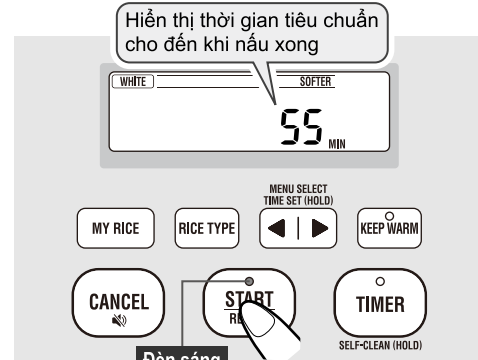 Hiển thị thời gian tiêu chuẩn
cho đến khi nấu xong
WHITE SOFTER
55 MIN
MENU SELECT
TIME SET (HOLD)
MY RICE RICE TYPE KEEP WARM
CANCEL START TIMER
Đèn sáng SELF-CLEAN (HOLD)